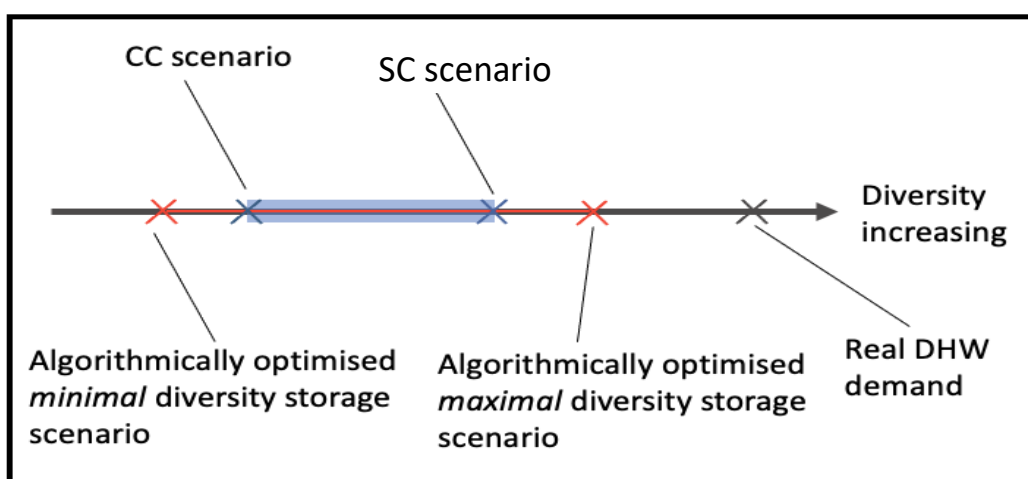 CC scenario
SC scenario
Diversity
increasing
Algorithmically optimised
minimal diversity storage
scenario
Algorithmically optimised
maximal diversity storage
scenario
Real DHW
demand